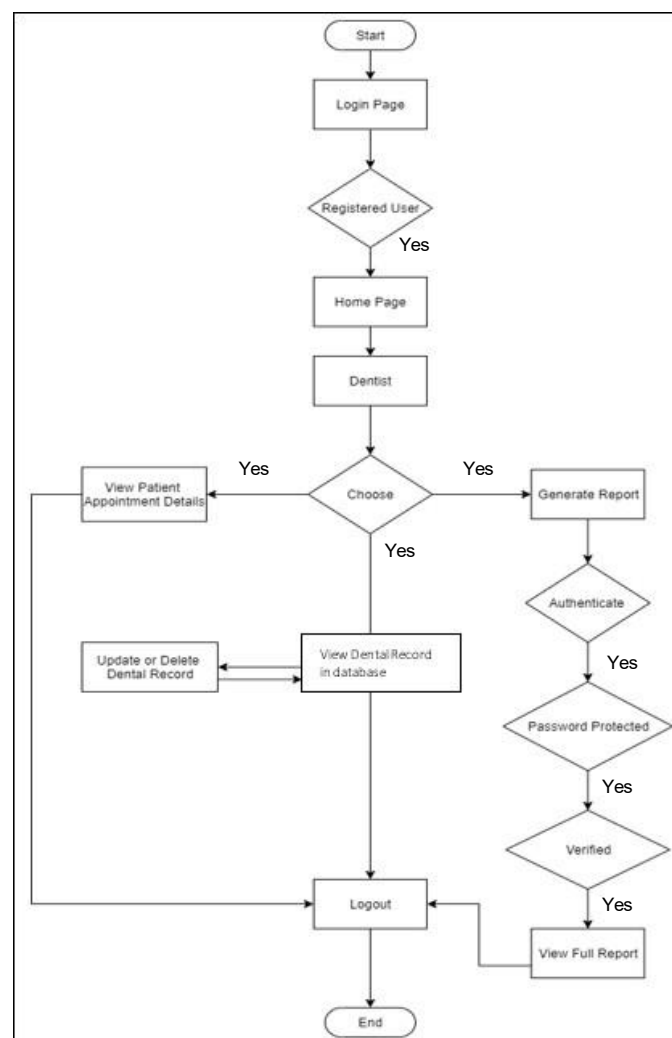 Start
Login Page
Registered User
Yes
Home Page
Dentist
Yes
Yes
View Patient
Appointment Details
Choose
Generate Report
Yes
Authenticate
Update or Delete
Dental Record
View Dental Record
in database
Yes
Password Protected
Yes
Verified
Yes
Logout
View Full Report
End